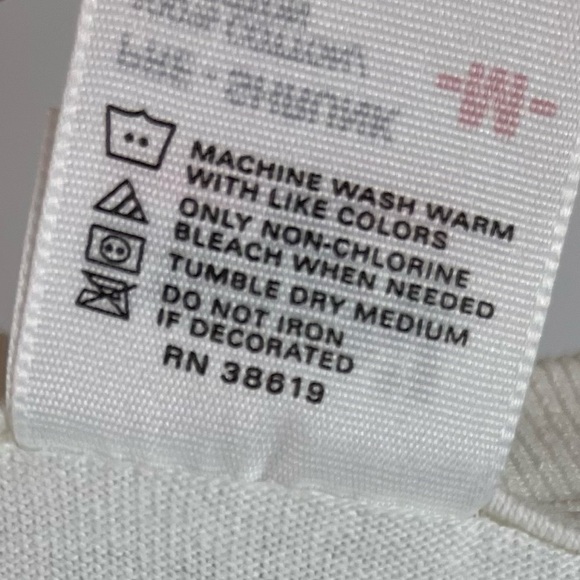 MACHINE WASH WARM
WITH LIKE COLORS
ONLY NON-CHLORINE
BLEACH WHEN NEEDED
TUMBLE DRY MEDIUM
DO NOT IRON
IF DECORATED
RN 38619